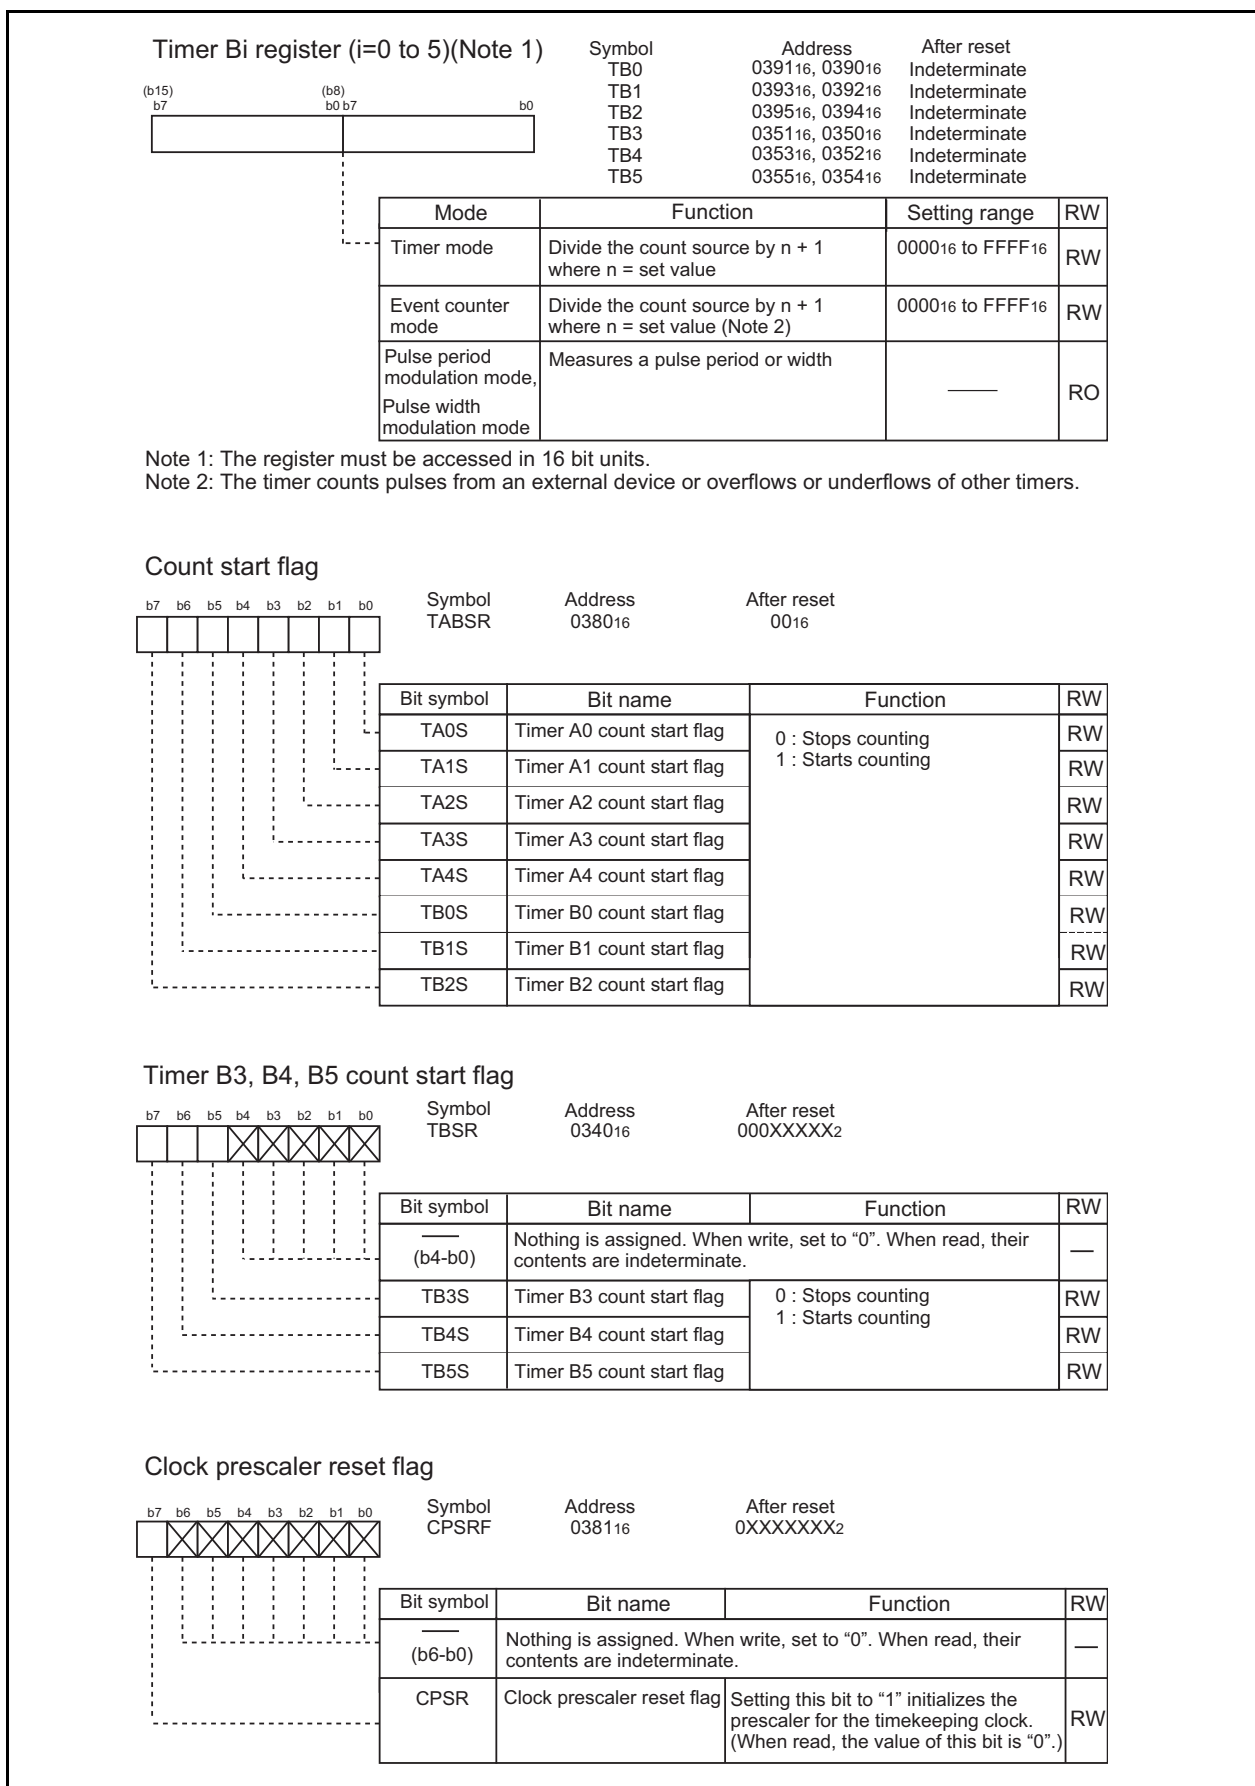 Timer Bi register (i=0 to 5)(Note 1)
Symbol Address After reset
TB0 039116, 039016 Indeterminate
TB1 039316, 039216 Indeterminate
TB2 039516, 039416 Indeterminate
TB3 035116, 035016 Indeterminate
TB4 035316, 035216 Indeterminate
TB5 035516, 035416 Indeterminate
(b15) (b8)
b7 b0 b7 b0
Mode Function Setting range RW
Timer mode Divide the count source by n + 1 000016 to FFFF16 RW
where n = set value
Event counter Divide the count source by n + 1 000016 to FFFF16 RW
mode where n = set value (Note 2)
Pulse period Measures a pulse period or width
modulation mode,
—— RO
Pulse width
modulation mode
Note 1: The register must be accessed in 16 bit units.
Note 2: The timer counts pulses from an external device or overflows or underflows of other timers.
Count start flag
Symbol Address After reset
b7 b6 b5 b4 b3 b2 b1 b0
TABSR 038016 0016
Bit symbol Bit name Function RW
TA0S Timer A0 count start flag 0 : Stops counting RW
TA1S Timer A1 count start flag 1 : Starts counting RW
TA2S Timer A2 count start flag RW
TA3S Timer A3 count start flag RW
TA4S Timer A4 count start flag RW
TB0S Timer B0 count start flag RW
TB1S Timer B1 count start flag RW
TB2S Timer B2 count start flag RW
Timer B3, B4, B5 count start flag
Symbol Address After reset
b7 b6 b5 b4 b3 b2 b1 b0
TBSR 034016 000XXXXX2
Bit symbol Bit name Function RW
—— Nothing is assigned. When write, set to “0”. When read, their —
(b4-b0) contents are indeterminate.
TB3S Timer B3 count start flag 0 : Stops counting RW
1 : Starts counting
TB4S Timer B4 count start flag RW
TB5S Timer B5 count start flag RW
Clock prescaler reset flag
Symbol Address After reset
b7 b6 b5 b4 b3 b2 b1 b0
CPSRF 038116 0XXXXXXX2
Bit symbol Bit name Function RW
—— Nothing is assigned. When write, set to “0”. When read, their —
(b6-b0) contents are indeterminate.
CPSR Clock prescaler reset flag Setting this bit to “1” initializes the
prescaler for the timekeeping clock. RW
(When read, the value of this bit is “0”.)